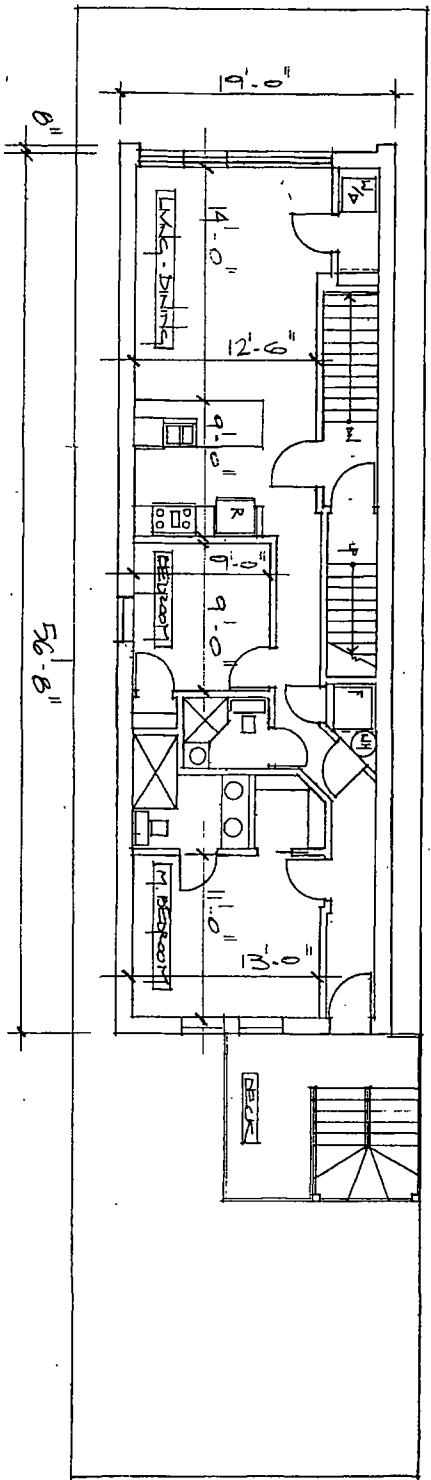 19'-0"
8"
W/D
14'-0"
LIVING - DINING
12'-6"
DN
9'-0"
R
UP
BEDROOM
9'-0"
9'-0"
F
WH
M. BEDROOM
11'-0"
13'-0"
56'-8"
DECK